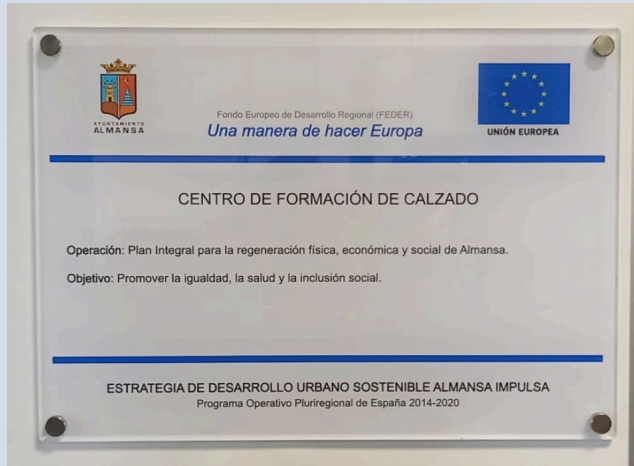 AYUNTAMIENTO
ALMANSA
Fondo Europeo de Desarrollo Regional (FEDER)
Una manera de hacer Europa
UNIÓN EUROPEA
CENTRO DE FORMACIÓN DE CALZADO
Operación: Plan Integral para la regeneración física, económica y social de Almansa.
Objetivo: Promover la igualdad, la salud y la inclusión social.
ESTRATEGIA DE DESARROLLO URBANO SOSTENIBLE ALMANSA IMPULSA
Programa Operativo Pluriregional de España 2014-2020